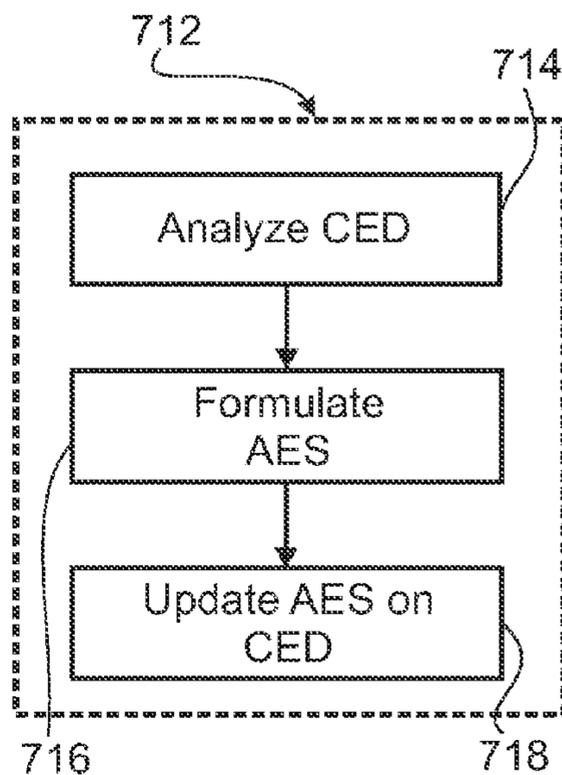 712
714
Analyze CED
Formulate
AES
Update AES on
CED
716
718